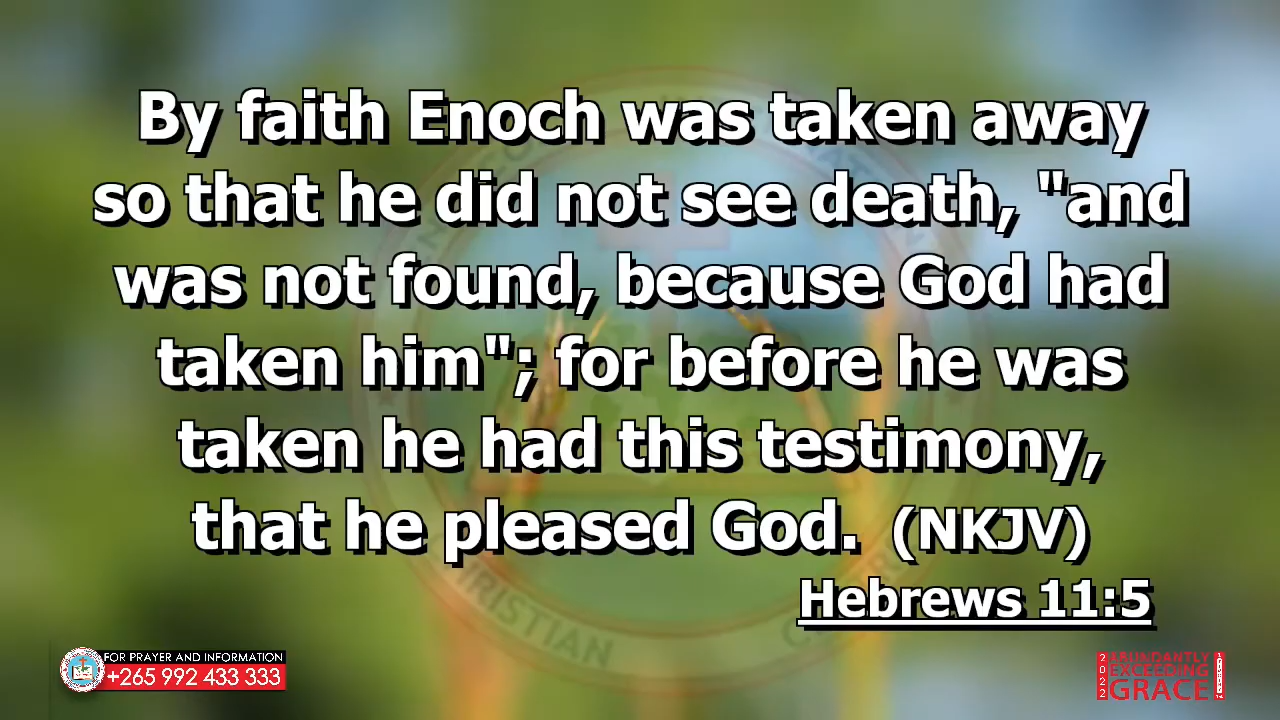 By faith Enoch was taken away
so that he did not see death, "and
was not found, because God had
taken him"; for before he was
taken he had this testimony,
that he pleased God. (NKJV)
Hebrews 11:5
FOR PRAYER AND INFORMATION
+265 992 433 333
2022
ABUNDANTLY
EXCEEDING
GRACE
CHRISTIAN